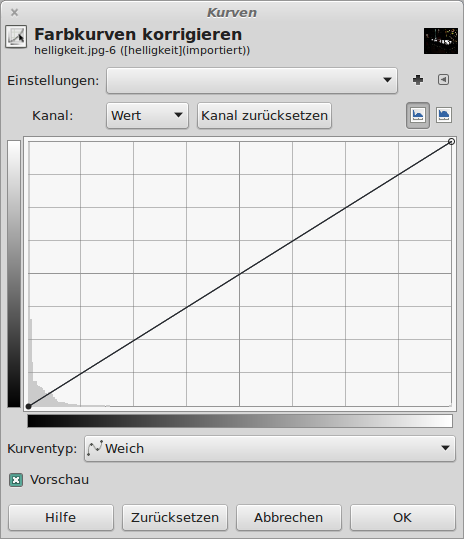 Kurven
Farbkurven korrigieren
helligkeit.jpg-6 ([helligkeit](importiert))
Einstellungen:
Kanal: Wert Kanal zurücksetzen
Kurventyp: Weich
Vorschau
Hilfe Zurücksetzen Abbrechen OK